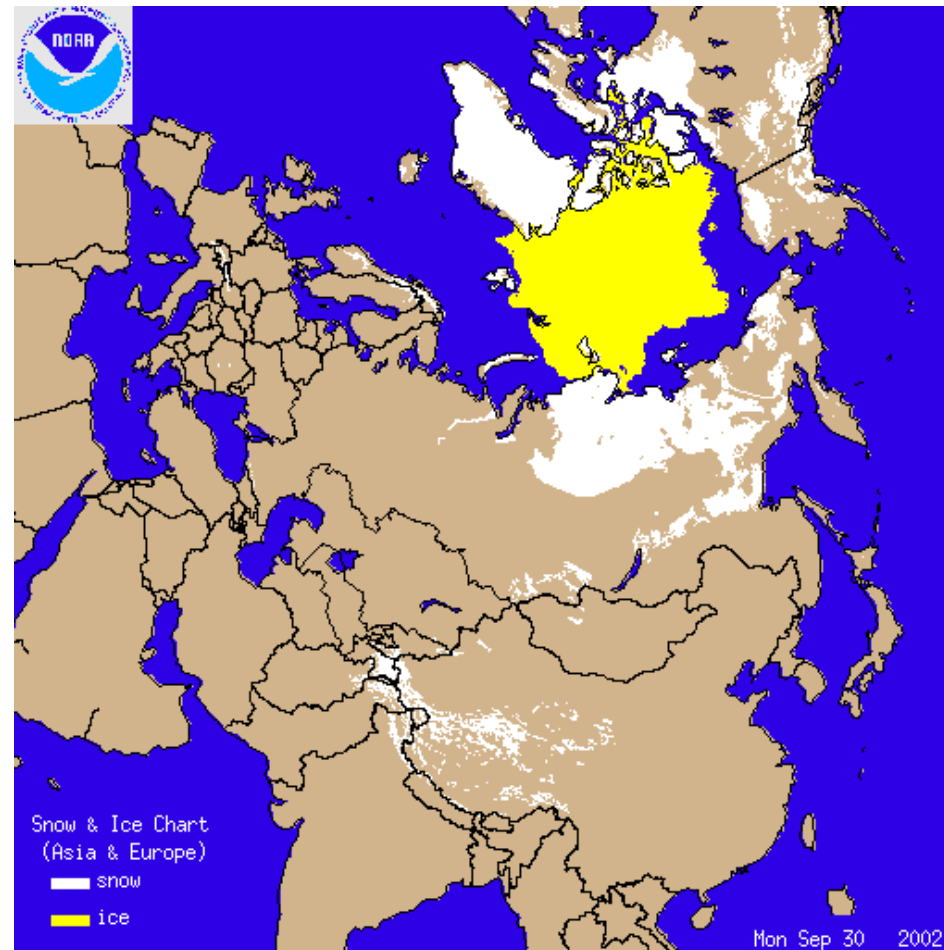 NOAA
Snow & Ice Chart
(Asia & Europe)
snow
ice
Mon Sep 30 2002